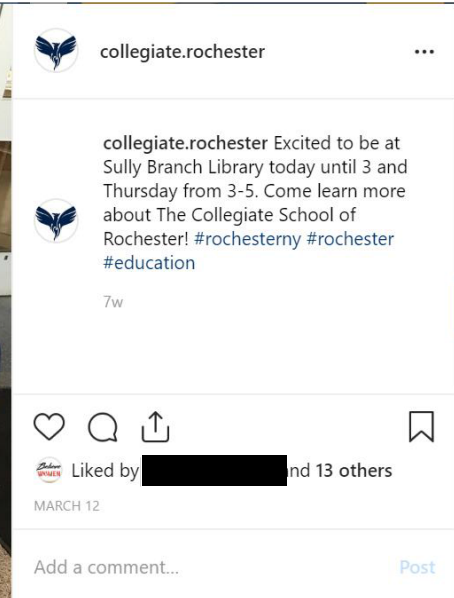 collegiate.rochester
collegiate.rochester Excited to be at
Sully Branch Library today until 3 and
Thursday from 3-5. Come learn more
about The Collegiate School of
Rochester! #rochesterny #rochester
#education
7w
Believe
WOMEN
Liked by
nd 13 others
MARCH 12
Add a comment...
Post